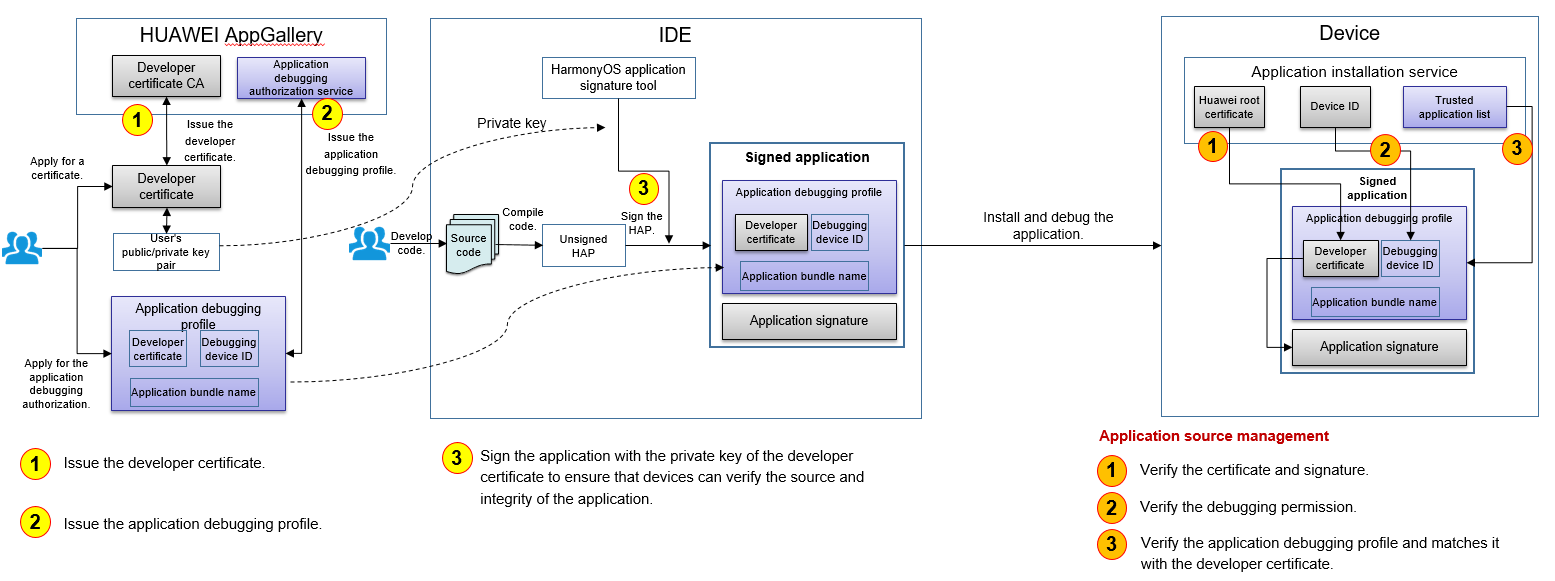 HUAWEI AppGallery
Developer
certificate CA
Application
debugging
authorization service
1
2
Issue the
developer
certificate.
Issue the
application
debugging profile.
Apply for a
certificate.
Developer
certificate
User's
public/private key
pair
Application debugging
profile
Developer
certificate
Debugging
device ID
Application bundle name
Apply for the
application
debugging
authorization.
IDE
HarmonyOS application
signature tool
Private key
3
Sign the
HAP.
Develop
code.
Source
code
Compile
code.
Unsigned
HAP
Signed application
Application debugging profile
Developer
certificate
Debugging
device ID
Application bundle name
Application signature
Install and debug the
application.
Device
Application installation service
Huawei root
certificate
Device ID
Trusted
application list
1
2
3
Signed
application
Application debugging profile
Developer
certificate
Debugging
device ID
Application bundle name
Application signature
1 Issue the developer certificate.
2 Issue the application debugging profile.
3 Sign the application with the private key of the developer
certificate to ensure that devices can verify the source and
integrity of the application.
Application source management
1 Verify the certificate and signature.
2 Verify the debugging permission.
3 Verify the application debugging profile and matches it
with the developer certificate.